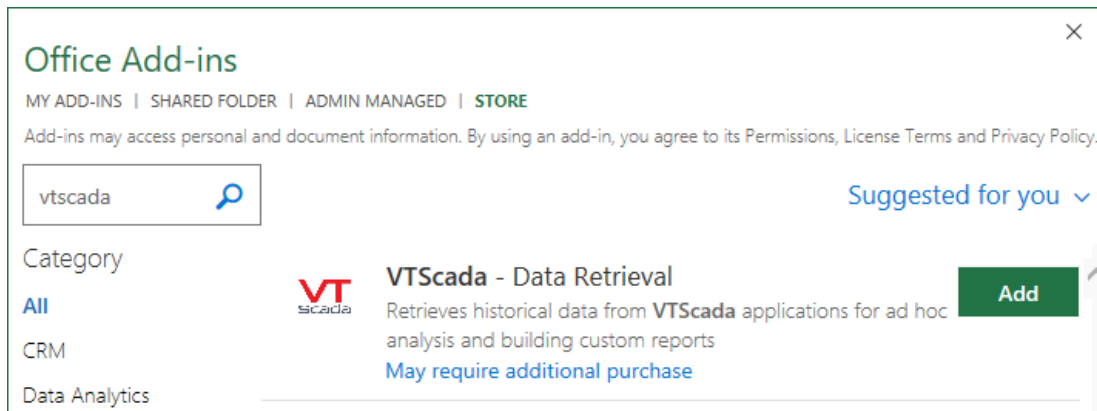 Office Add-ins
MY ADD-INS | SHARED FOLDER | ADMIN MANAGED | STORE
Add-ins may access personal and document information. By using an add-in, you agree to its Permissions, License Terms and Privacy Policy.
vtscada
Suggested for you
Category
All
CRM
Data Analytics
VT
scada
VTScada - Data Retrieval
Retrieves historical data from VTScada applications for ad hoc
analysis and building custom reports
May require additional purchase
Add